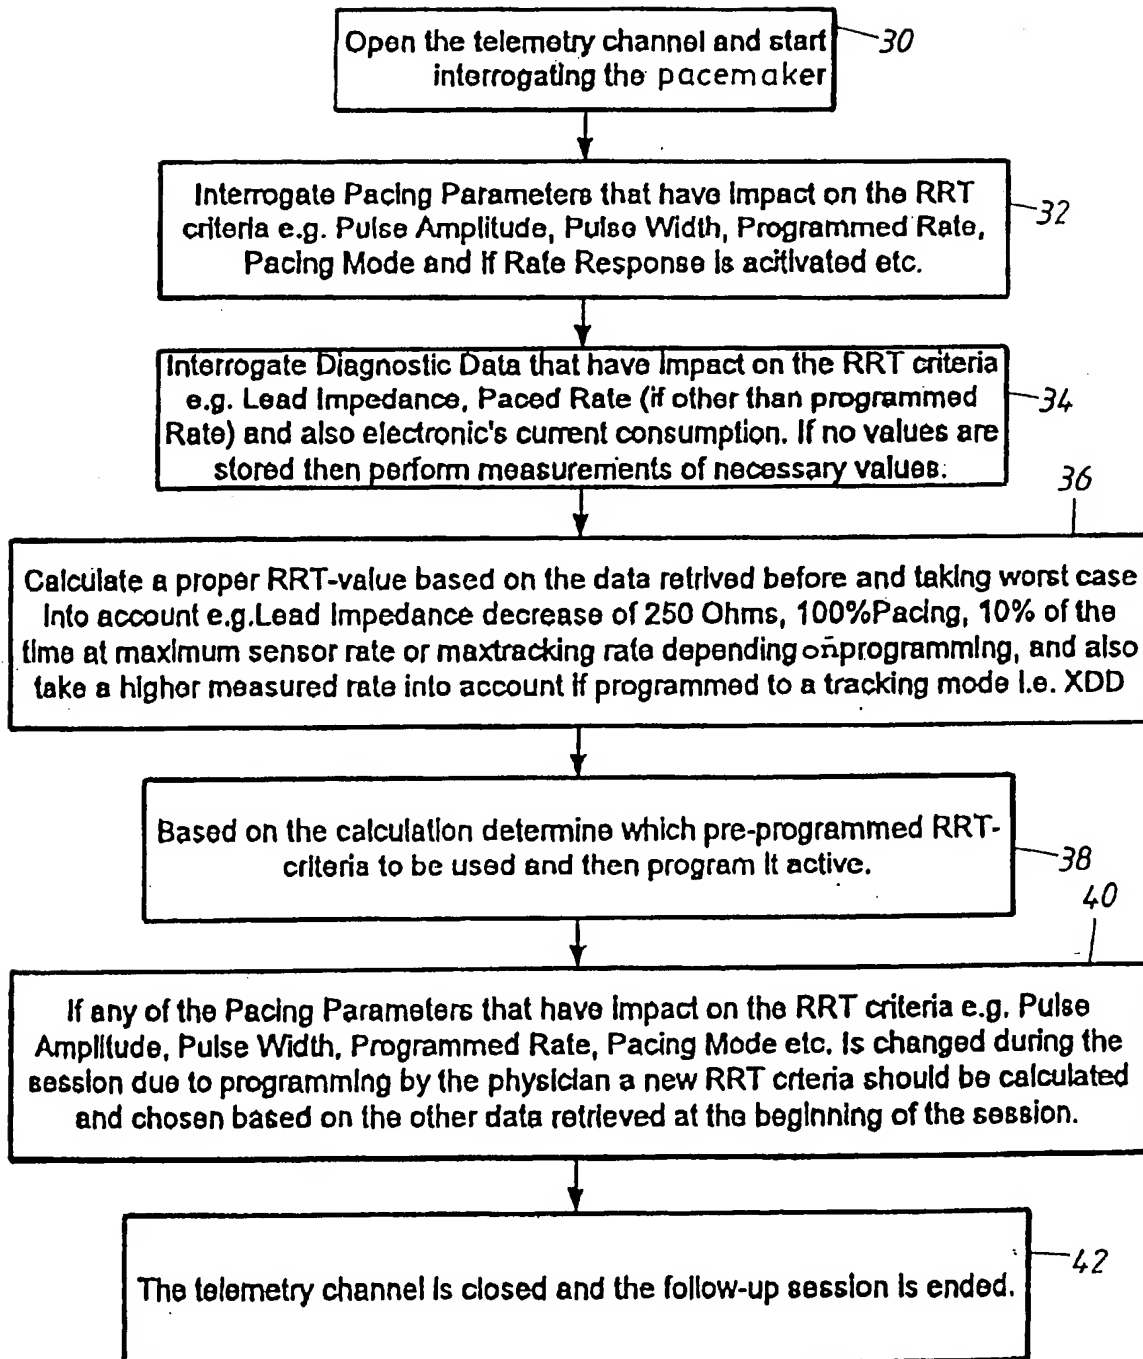 Open the telemetry channel and start
interrogating the pacemaker
30
Interrogate Pacing Parameters that have impact on the RRT
criteria e.g. Pulse Amplitude, Pulse Width, Programmed Rate,
Pacing Mode and if Rate Response is acitivated etc.
32
Interrogate Diagnostic Data that have impact on the RRT criteria
e.g. Lead Impedance, Paced Rate (if other than programmed
Rate) and also electronic's current consumption. If no values are
stored then perform measurements of necessary values.
34
36
Calculate a proper RRT-value based on the data retrived before and taking worst case
into account e.g.Lead Impedance decrease of 250 Ohms, 100%Pacing, 10% of the
time at maximum sensor rate or maxtracking rate depending onprogramming, and also
take a higher measured rate into account if programmed to a tracking mode i.e. XDD
Based on the calculation determine which pre-programmed RRT-
criteria to be used and then program it active.
38
40
If any of the Pacing Parameters that have impact on the RRT criteria e.g. Pulse
Amplitude, Pulse Width, Programmed Rate, Pacing Mode etc. is changed during the
session due to programming by the physician a new RRT crteria should be calculated
and chosen based on the other data retrieved at the beginning of the session.
The telemetry channel is closed and the follow-up session is ended.
42